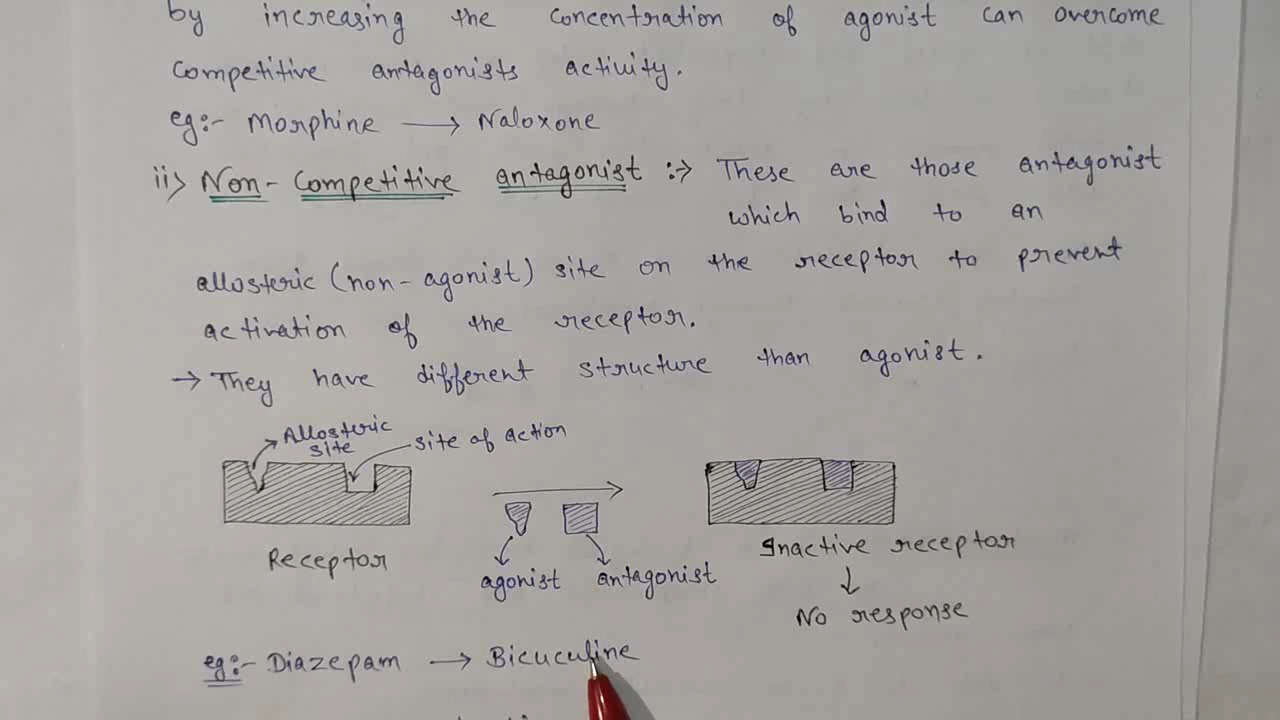 by increasing the concentration of agonist can overcome
competitive antagonists activity.
eg:- Morphine → Naloxone
ii> Non-Competitive antagonist :→ These are those antagonist
which bind to an
allosteric (non-agonist) site on the receptor to prevent
activation of the receptor.
→ They have different structure than agonist.
Allosteric
site
site of action
Receptor
agonist
antagonist
Inactive receptor
↓
No response
eg:- Diazepam → Bicuculine